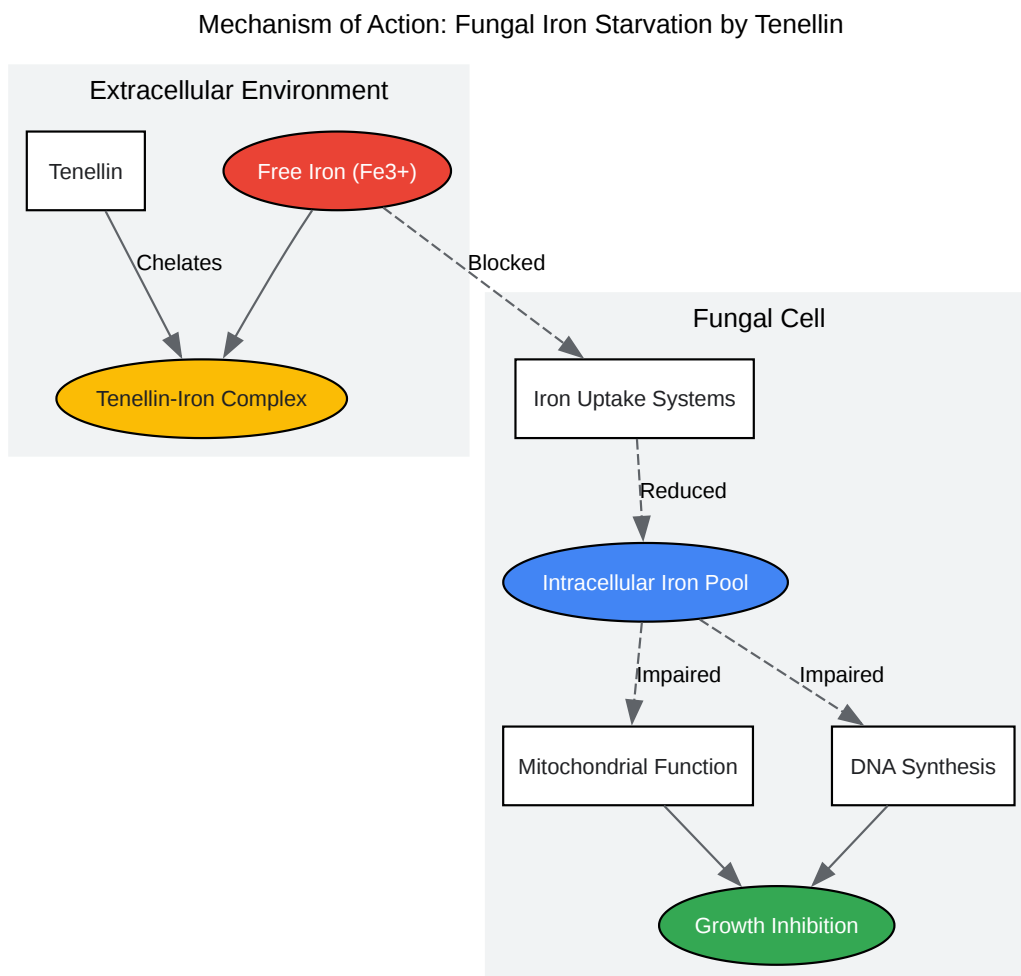 Mechanism of Action: Fungal Iron Starvation by Tenellin
Extracellular Environment
Tenellin
Free Iron (Fe3+)
Chelates
Blocked
Tenellin-Iron Complex
Fungal Cell
Iron Uptake Systems
Reduced
Intracellular Iron Pool
Impaired
Impaired
Mitochondrial Function
DNA Synthesis
Growth Inhibition